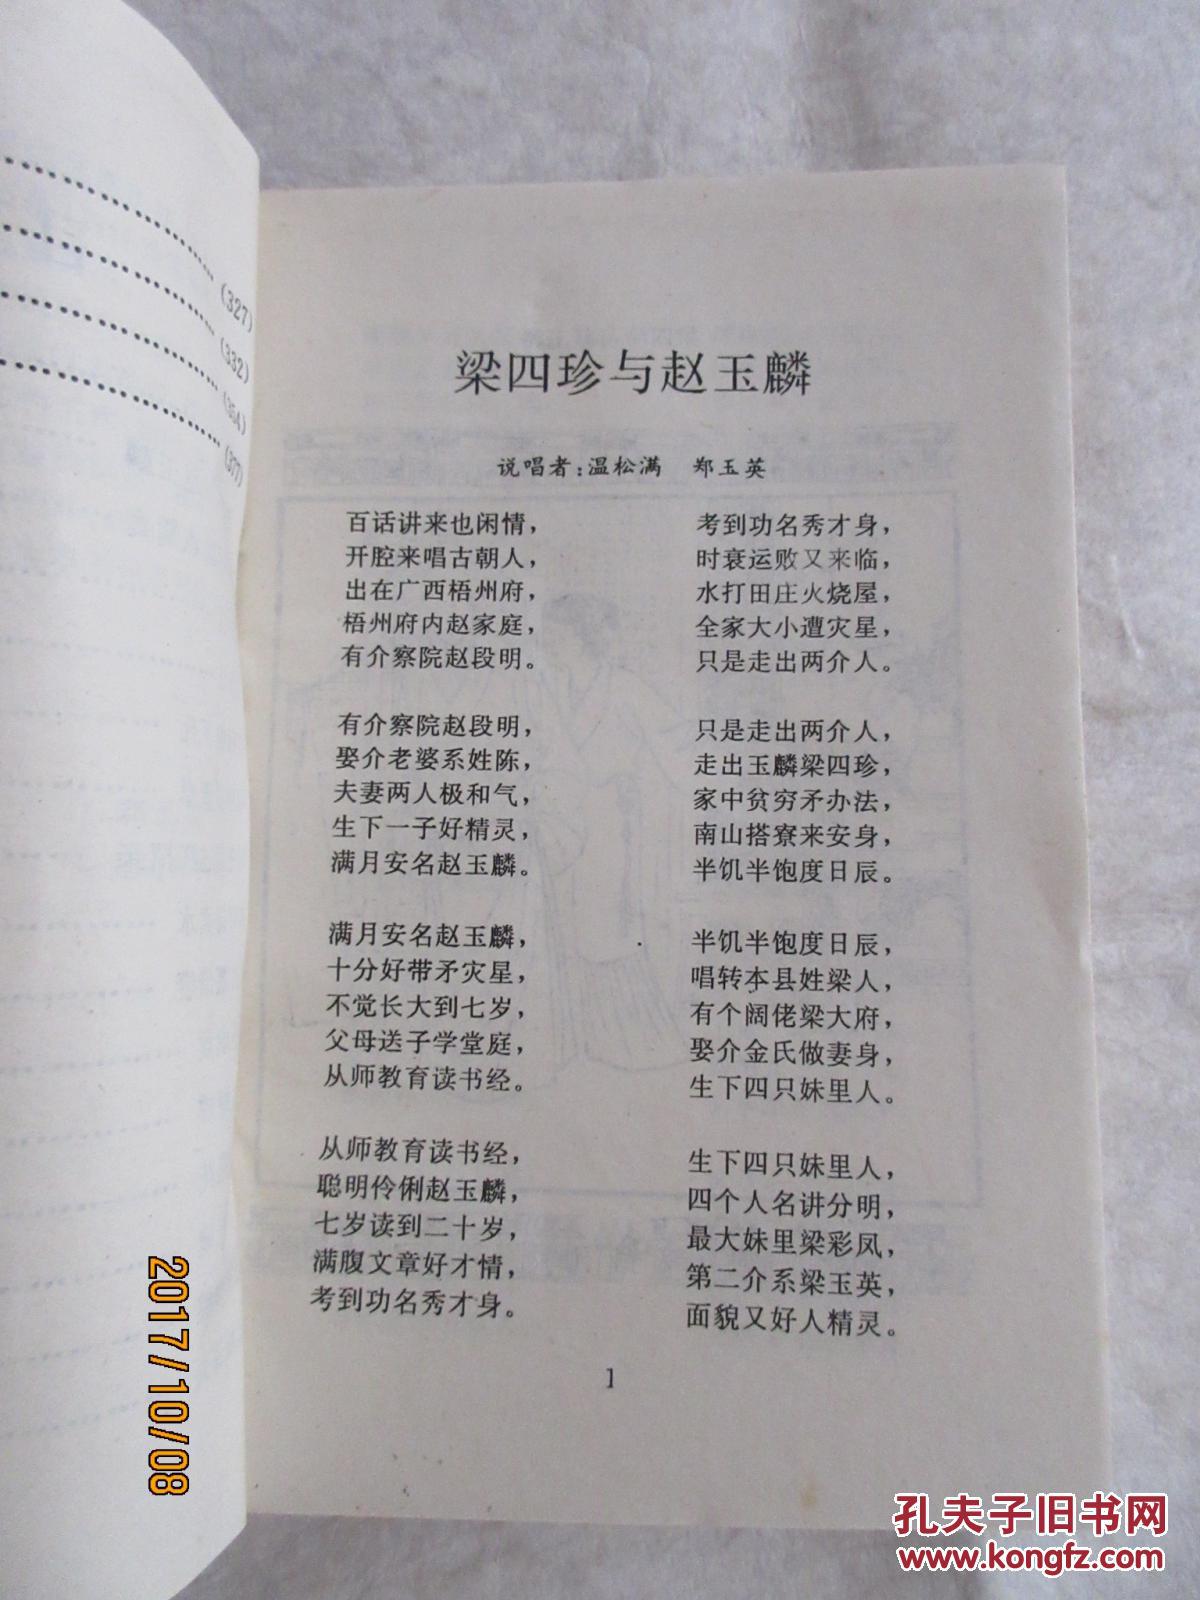 (327)
(332)
(354)
(377)
梁四珍与赵玉麟
说唱者:温松满 郑玉英
百话讲来也闲情，
开腔来唱古朝人，
出在广西梧州府，
梧州府内赵家庭，
有介察院赵段明。
有介察院赵段明，
娶介老婆系姓陈，
夫妻两人极和气，
生下一子好精灵，
满月安名赵玉麟。
满月安名赵玉麟，
十分好带矛灾星，
不觉长大到七岁，
父母送子学堂庭，
从师教育读书经。
从师教育读书经，
聪明伶俐赵玉麟，
七岁读到二十岁，
满腹文章好才情，
考到功名秀才身。
考到功名秀才身，
时衰运败又来临，
水打田庄火烧屋，
全家大小遭灾星，
只是走出两介人。
只是走出两介人，
走出玉麟梁四珍，
家中贫穷矛办法，
南山搭寮来安身，
半饥半饱度日辰。
半饥半饱度日辰，
唱转本县姓梁人，
有个阔佬梁大府，
娶介金氏做妻身，
生下四只妹里人。
生下四只妹里人，
四个人名讲分明，
最大妹里梁彩凤，
第二介系梁玉英，
面貌又好人精灵。
1
2017/10/08
孔夫子旧书网
www.kongfz.com